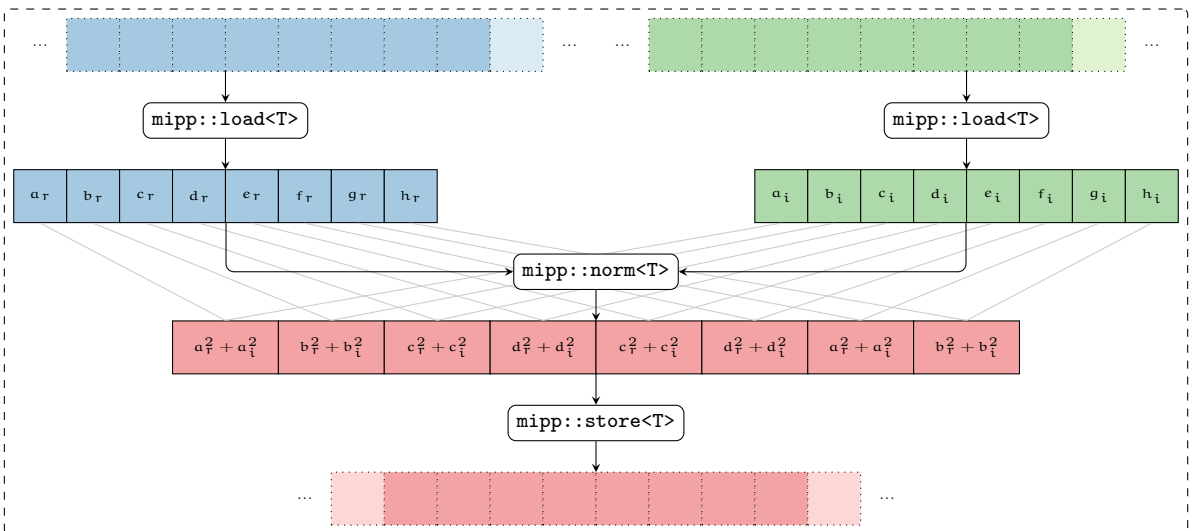 ... ... ... ...
mipp::load<T> mipp::load<T>
a_r b_r c_r d_r e_r f_r g_r h_r a_i b_i c_i d_i e_i f_i g_i h_i
mipp::norm<T>
a_r^2 + a_i^2 b_r^2 + b_i^2 c_r^2 + c_i^2 d_r^2 + d_i^2 c_r^2 + c_i^2 d_r^2 + d_i^2 a_r^2 + a_i^2 b_r^2 + b_i^2
mipp::store<T>
... ...